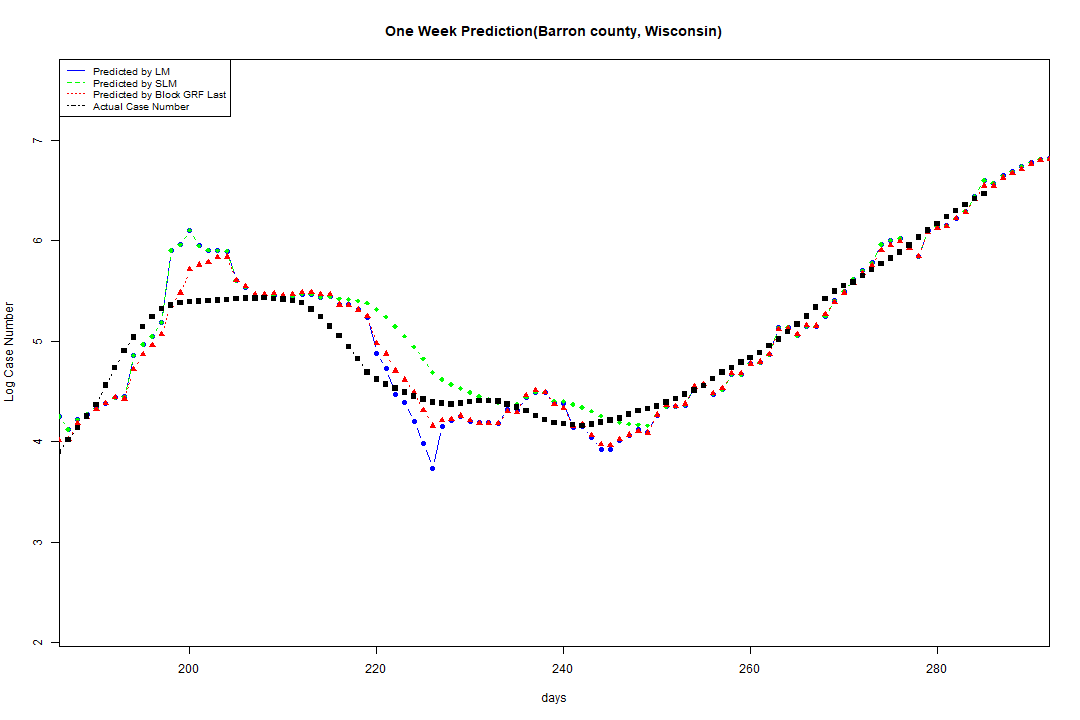 One Week Prediction(Barron county, Wisconsin)
Predicted by LM
Predicted by SLM
Predicted by Block GRF Last
Actual Case Number
7
6
5
4
3
2
Log Case Number
200 220 240 260 280
days